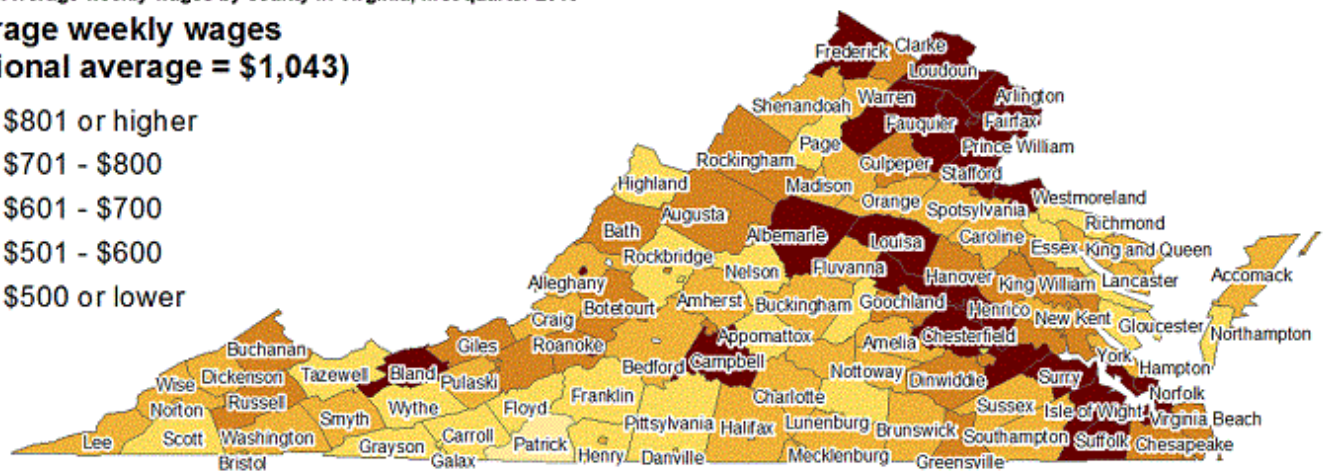 rage weekly wages
ional average = $1,043)
$801 or higher
$701 - $800
$601 - $700
$501 - $600
$500 or lower
Frederick
Clarke
Loudoun
Shenandoah
Warren
Arlington
Fauquier
Fairfax
Page
Prince William
Rockingham
Culpeper
Stafford
Highland
Madison
Westmoreland
Augusta
Orange
Spotsylvania
Richmond
Bath
Albemarle
Louisa
Caroline
Essex
King and Queen
Rockbridge
Nelson
Fluvanna
Hanover
King William
Lancaster
Accomack
Alleghany
Botetourt
Amherst
Buckingham
Goochland
Henrico
New Kent
Gloucester
Northampton
Craig
Roanoke
Appomattox
Amelia
Chesterfield
Buchanan
Giles
Bedford
Campbell
York
Hampton
Wise
Dickenson
Tazewell
Bland
Pulaski
Nottoway
Dinwiddie
Surry
Norfolk
Norton
Russell
Smyth
Wythe
Floyd
Franklin
Charlotte
Sussex
Isle of Wight
Virginia Beach
Lee
Scott
Washington
Grayson
Carroll
Patrick
Pittsylvania
Halifax
Lunenburg
Brunswick
Southampton
Suffolk
Chesapeake
Bristol
Galax
Henry
Danville
Mecklenburg
Greensville